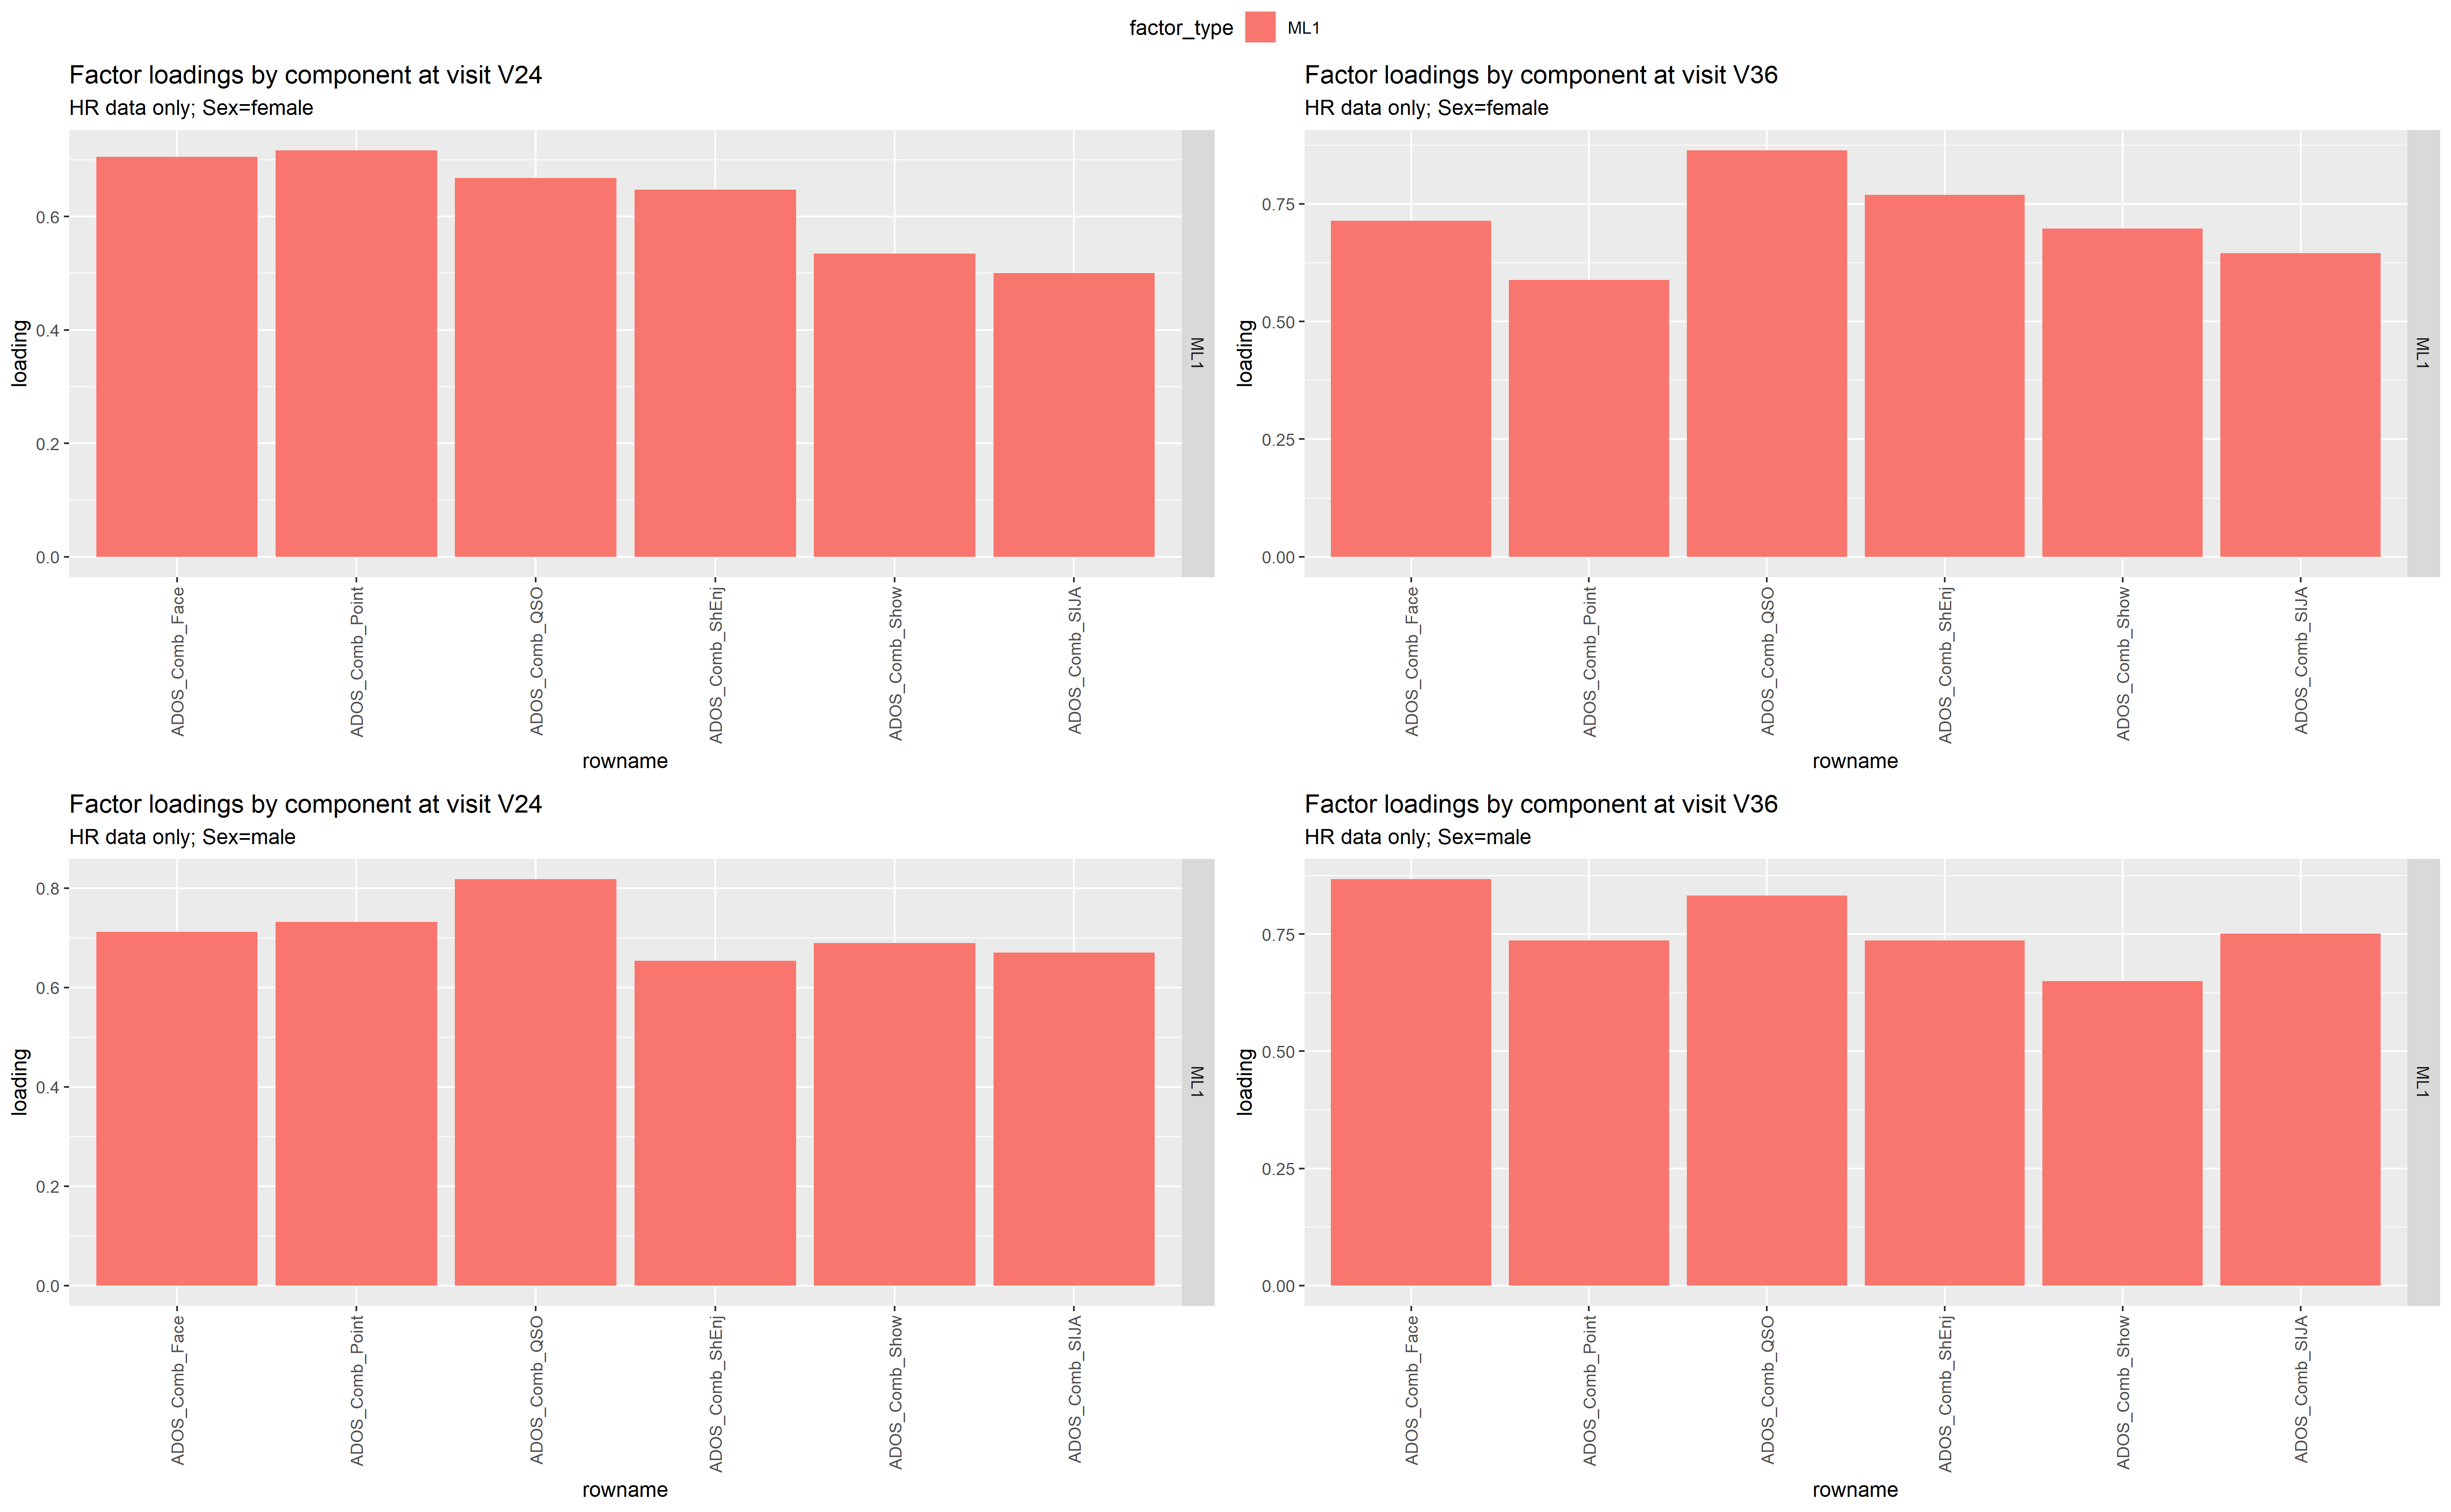 factor_type ML1
Factor loadings by component at visit V24
HR data only; Sex=female
loading
0.6
0.4
0.2
0.0
ML1
ADOS_Comb_Face
ADOS_Comb_Point
ADOS_Comb_QSO
ADOS_Comb_ShEnj
ADOS_Comb_Show
ADOS_Comb_SIJA
rowname
Factor loadings by component at visit V36
HR data only; Sex=female
loading
0.75
0.50
0.25
0.00
ML1
ADOS_Comb_Face
ADOS_Comb_Point
ADOS_Comb_QSO
ADOS_Comb_ShEnj
ADOS_Comb_Show
ADOS_Comb_SIJA
rowname
Factor loadings by component at visit V24
HR data only; Sex=male
loading
0.8
0.6
0.4
0.2
0.0
ML1
ADOS_Comb_Face
ADOS_Comb_Point
ADOS_Comb_QSO
ADOS_Comb_ShEnj
ADOS_Comb_Show
ADOS_Comb_SIJA
rowname
Factor loadings by component at visit V36
HR data only; Sex=male
loading
0.75
0.50
0.25
0.00
ML1
ADOS_Comb_Face
ADOS_Comb_Point
ADOS_Comb_QSO
ADOS_Comb_ShEnj
ADOS_Comb_Show
ADOS_Comb_SIJA
rowname